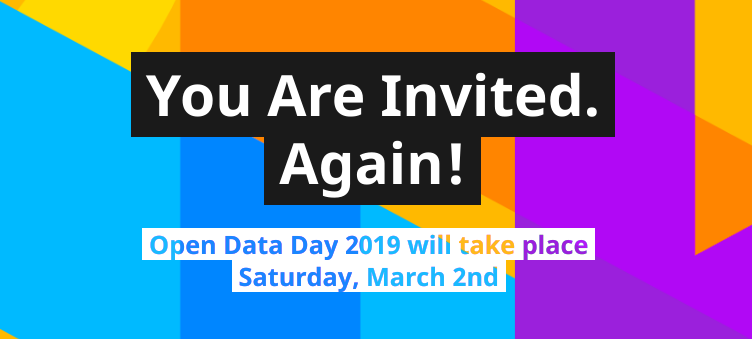 You Are Invited.
Again!
Open Data Day 2019 will take place
Saturday, March 2nd